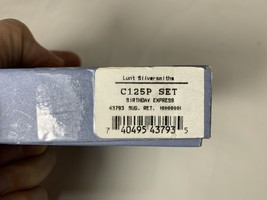 Lunt Silversmiths
C125P SET
BIRTHDAY EXPRESS
43793 SUG. RET.
7 40495 43793 5